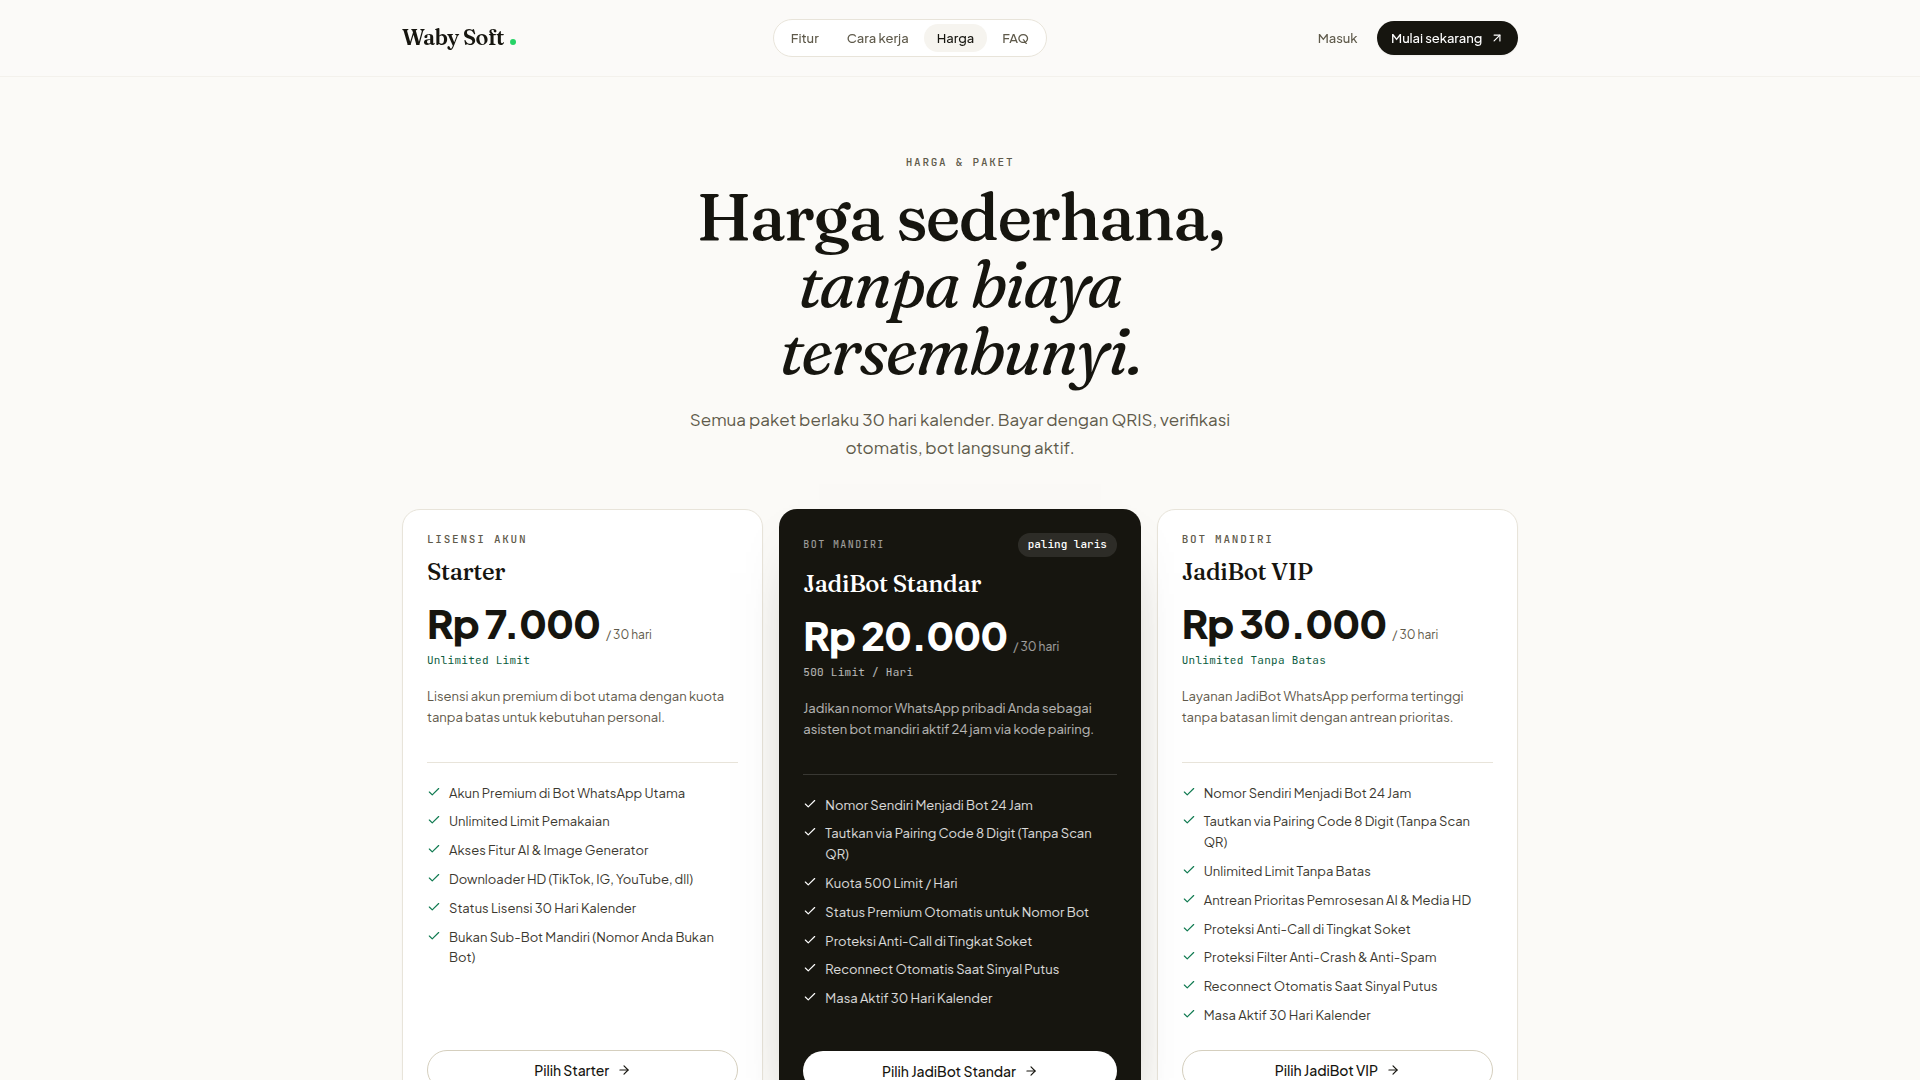 Waby Soft
Fitur
Cara kerja
Harga
FAQ
Masuk
Mulai sekarang
HARGA & PAKET
Harga sederhana,
tanpa biaya
tersembunyi.
Semua paket berlaku 30 hari kalender. Bayar dengan QRIS, verifikasi
otomatis, bot langsung aktif.
LISENSI AKUN
Starter
Rp 7.000 / 30 hari
Unlimited Limit
Lisensi akun premium di bot utama dengan kuota
tanpa batas untuk kebutuhan personal.
Akun Premium di Bot WhatsApp Utama
Unlimited Limit Pemakaian
Akses Fitur AI & Image Generator
Downloader HD (TikTok, IG, YouTube, dll)
Status Lisensi 30 Hari Kalender
Bukan Sub-Bot Mandiri (Nomor Anda Bukan
Bot)
Pilih Starter
BOT MANDIRI
paling laris
JadiBot Standar
Rp 20.000 / 30 hari
500 Limit / Hari
Jadikan nomor WhatsApp pribadi Anda sebagai
asisten bot mandiri aktif 24 jam via kode pairing.
Nomor Sendiri Menjadi Bot 24 Jam
Tautkan via Pairing Code 8 Digit (Tanpa Scan
QR)
Kuota 500 Limit / Hari
Status Premium Otomatis untuk Nomor Bot
Proteksi Anti-Call di Tingkat Soket
Reconnect Otomatis Saat Sinyal Putus
Masa Aktif 30 Hari Kalender
Pilih JadiBot Standar
BOT MANDIRI
JadiBot VIP
Rp 30.000 / 30 hari
Unlimited Tanpa Batas
Layanan JadiBot WhatsApp performa tertinggi
tanpa batasan limit dengan antrean prioritas.
Nomor Sendiri Menjadi Bot 24 Jam
Tautkan via Pairing Code 8 Digit (Tanpa Scan
QR)
Unlimited Limit Tanpa Batas
Antrean Prioritas Pemrosesan AI & Media HD
Proteksi Anti-Call di Tingkat Soket
Proteksi Filter Anti-Crash & Anti-Spam
Reconnect Otomatis Saat Sinyal Putus
Masa Aktif 30 Hari Kalender
Pilih JadiBot VIP